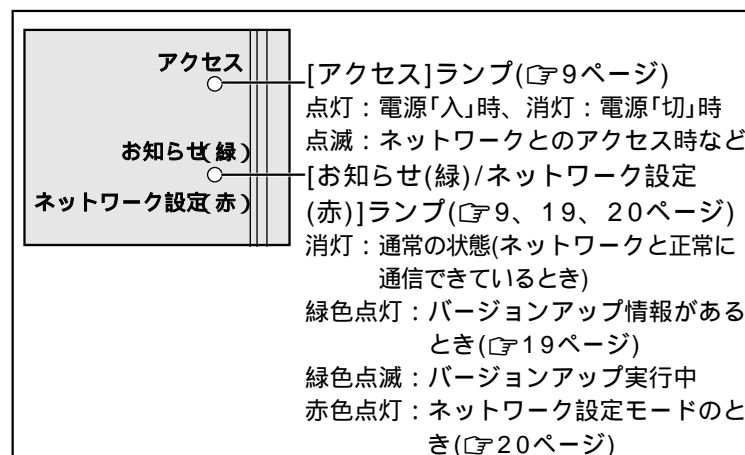 アクセス
お知らせ(緑)
ネットワーク設定(赤)
[アクセス]ランプ(☞9ページ)
点灯：電源「入」時、消灯：電源「切」時
点滅：ネットワークとのアクセス時など
[お知らせ(緑)/ネットワーク設定
(赤)]ランプ(☞9、19、20ページ)
消灯：通常の状態(ネットワークと正常に
通信できているとき)
緑色点灯：バージョンアップ情報がある
とき(☞19ページ)
緑色点滅：バージョンアップ実行中
赤色点灯：ネットワーク設定モードのと
き(☞20ページ)